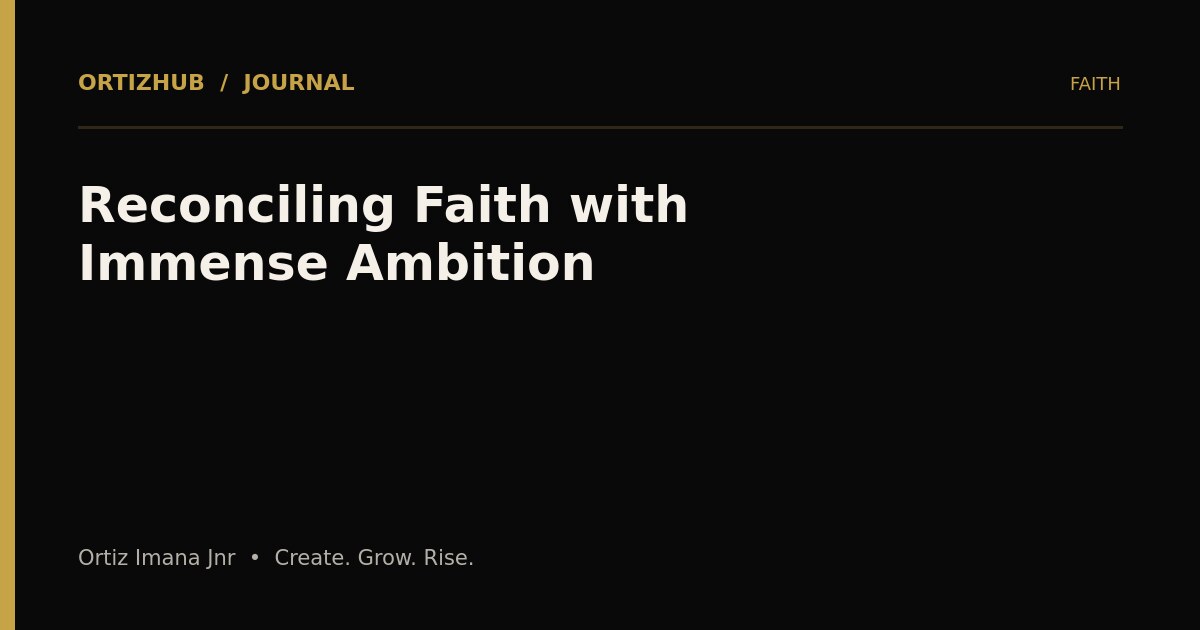 ORTIZHUB / JOURNAL
FAITH
Reconciling Faith with
Immense Ambition
Ortiz Imana Jnr • Create. Grow. Rise.